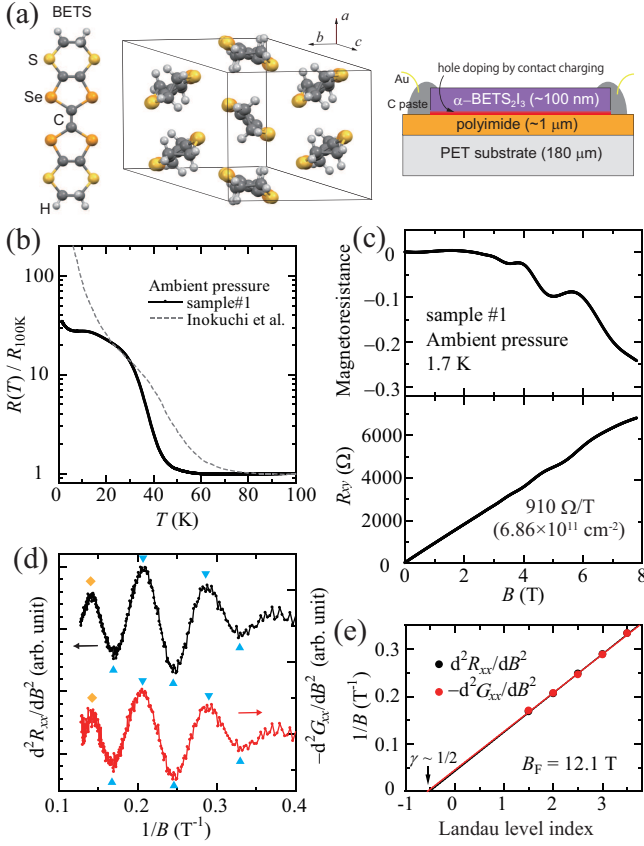 (a)
BETS
S
Se
C
H
a
b
c
hole doping by contact charging
Au
C paste
α−BETS₂I₃ (~100 nm)
polyimide (~1 μm)
PET substrate (180 μm)
(b)
100
10
1
R(T) / R100K
Ambient pressure
sample#1
Inokuchi et al.
0 20 40 60 80 100
T (K)
(c)
0
−0.1
−0.2
−0.3
Magnetoresistance
sample #1
Ambient pressure
1.7 K
6000
4000
2000
0
Rxy (Ω)
910 Ω/T
(6.86×10¹¹ cm⁻²)
0 2 4 6 8
B (T)
(d)
d²Rxx/dB² (arb. unit)
−d²Gxx/dB² (arb. unit)
0.1 0.2 0.3 0.4
1/B (T⁻¹)
(e)
0.3
0.2
0.1
0.0
1/B (T⁻¹)
d²Rxx/dB²
−d²Gxx/dB²
γ ~ 1/2
BF = 12.1 T
-1 0 1 2 3
Landau level index